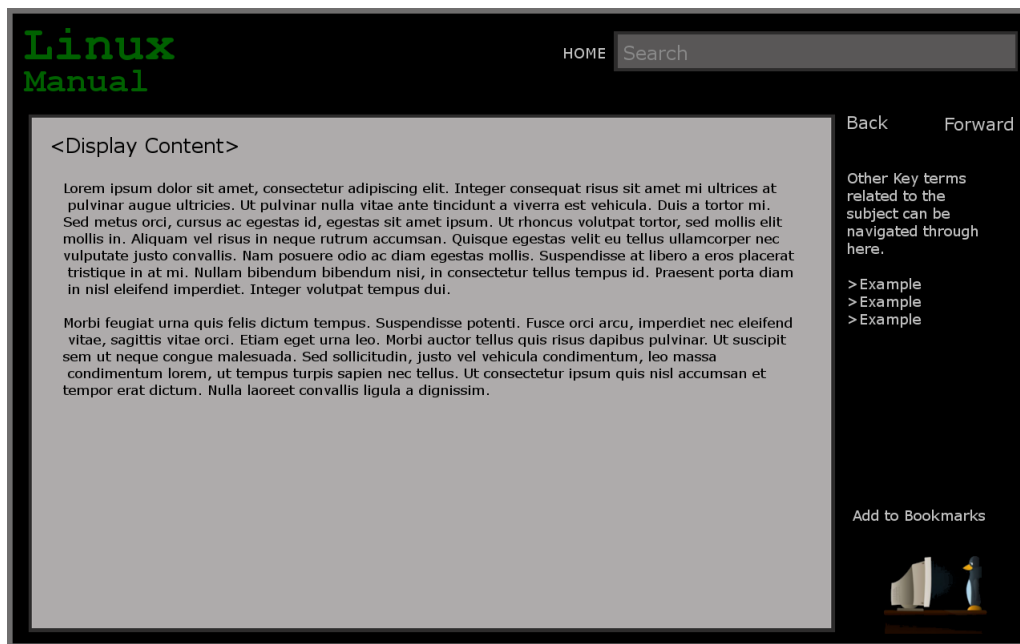 Linux
Manual
HOME
Search
<Display Content>
Lorem ipsum dolor sit amet, consectetur adipiscing elit. Integer consequat risus sit amet mi ultrices at
pulvinar augue ultricies. Ut pulvinar nulla vitae ante tincidunt a viverra est vehicula. Duis a tortor mi.
Sed metus orci, cursus ac egestas id, egestas sit amet ipsum. Ut rhoncus volutpat tortor, sed mollis elit
mollis in. Aliquam vel risus in neque rutrum accumsan. Quisque egestas velit eu tellus ullamcorper nec
vulputate justo convallis. Nam posuere odio ac diam egestas mollis. Suspendisse at libero a eros placerat
tristique in at mi. Nullam bibendum bibendum nisi, in consectetur tellus tempus id. Praesent porta diam
in nisl eleifend imperdiet. Integer volutpat tempus dui.
Morbi feugiat urna quis felis dictum tempus. Suspendisse potenti. Fusce orci arcu, imperdiet nec eleifend
vitae, sagittis vitae orci. Etiam eget urna leo. Morbi auctor tellus quis risus dapibus pulvinar. Ut suscipit
sem ut neque congue malesuada. Sed sollicitudin, justo vel vehicula condimentum, leo massa
condimentum lorem, ut tempus turpis sapien nec tellus. Ut consectetur ipsum quis nisl accumsan et
tempor erat dictum. Nulla laoreet convallis ligula a dignissim.
Back
Forward
Other Key terms
related to the
subject can be
navigated through
here.
>Example
>Example
>Example
Add to Bookmarks